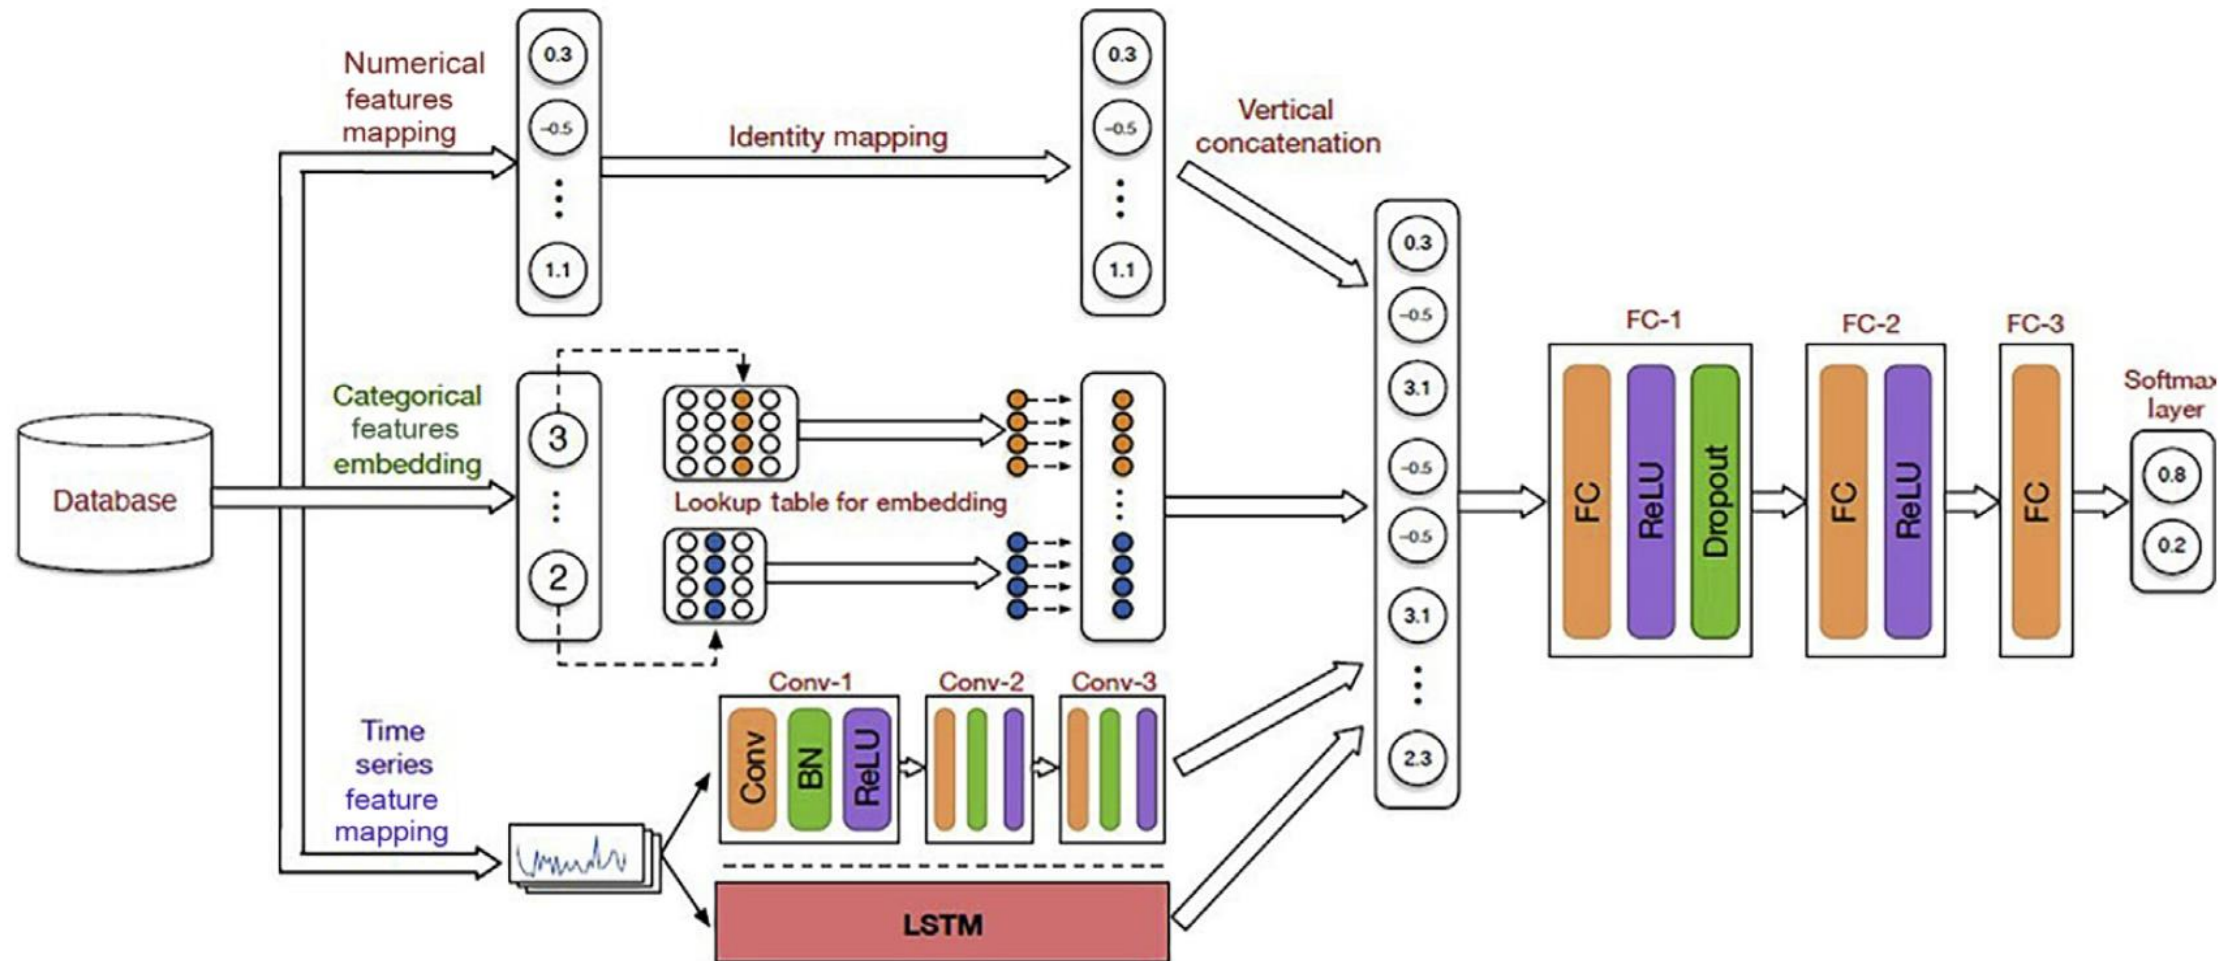 Numerical
features
mapping
0.3
-0.5
1.1
Identity mapping
0.3
-0.5
1.1
Vertical
concatenation
Database
Categorical
features
embedding
3
2
Lookup table for embedding
Time
series
feature
mapping
Conv-1
Conv
BN
ReLU
Conv-2
Conv-3
LSTM
0.3
-0.5
3.1
-0.5
-0.5
3.1
2.3
FC-1
FC
ReLU
Dropout
FC-2
FC
ReLU
FC-3
FC
Softmax
layer
0.8
0.2